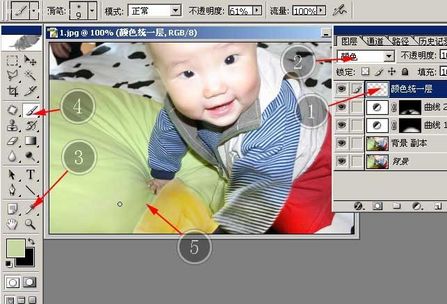 画笔: 9 模式: 正常 不透明度: 61% 流量: 100%
1.jpg @ 100% (颜色统一层, RGB/8)
图层 通道 路径 历史记
颜色 不透明
锁定: 填充: 10
颜色统一层
曲线 2
曲线 1
背景 副本
背景
1
2
3
4
5